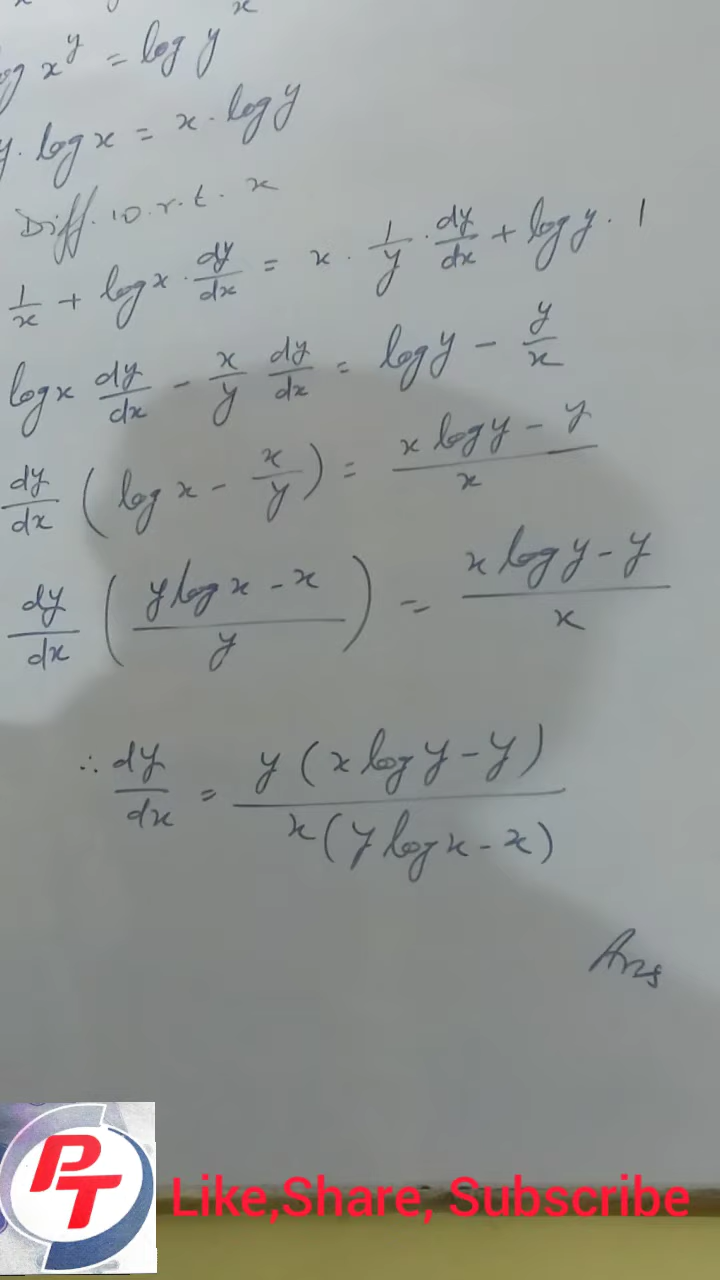 x
log x^y = log y^x
y. log x = x. log y
Diff. w.r.t. x
1/x + log x . dy/dx = x . 1/y . dy/dx + log y . 1
log x dy/dx - x/y dy/dx = log y - y/x
dy/dx ( log x - x/y ) = (x log y - y)/x
dy/dx ( (y log x - x)/y ) = (x log y - y)/x
∴ dy/dx = y(x log y - y) / x(y log x - x)
Ans
PT
Like,Share, Subscribe